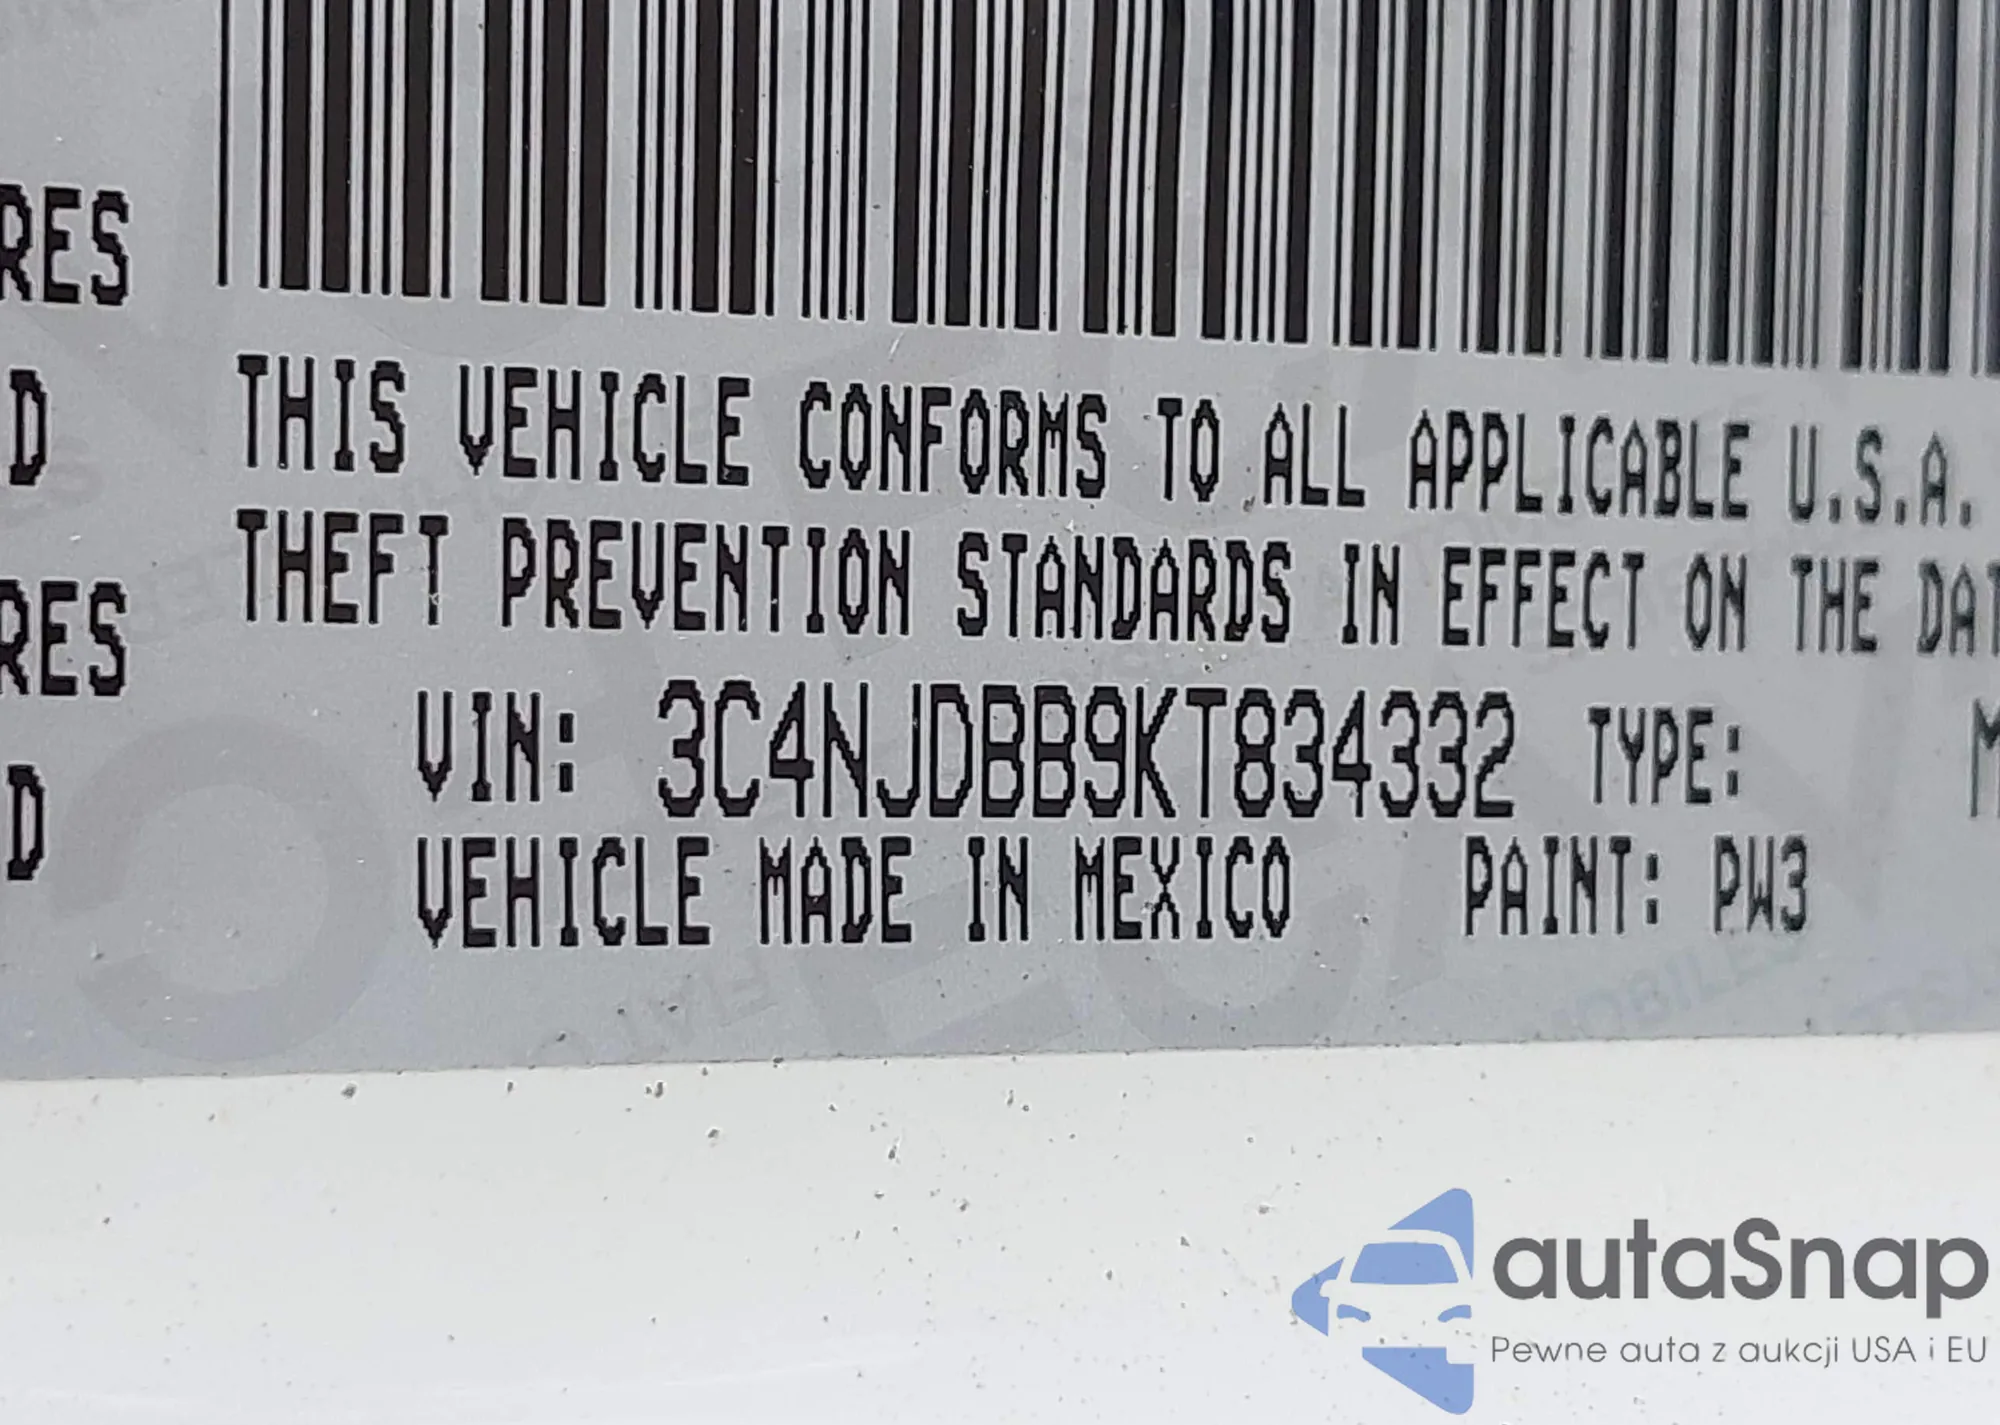 RES
D
THIS VEHICLE CONFORMS TO ALL APPLICABLE U.S.A.
THEFT PREVENTION STANDARDS IN EFFECT ON THE DAT
RES
VIN: 3C4NJDBB9KT834332 TYPE: M
D
VEHICLE MADE IN MEXICO PAINT: PW3
autaSnap
Pewne auta z aukcji USA i EU